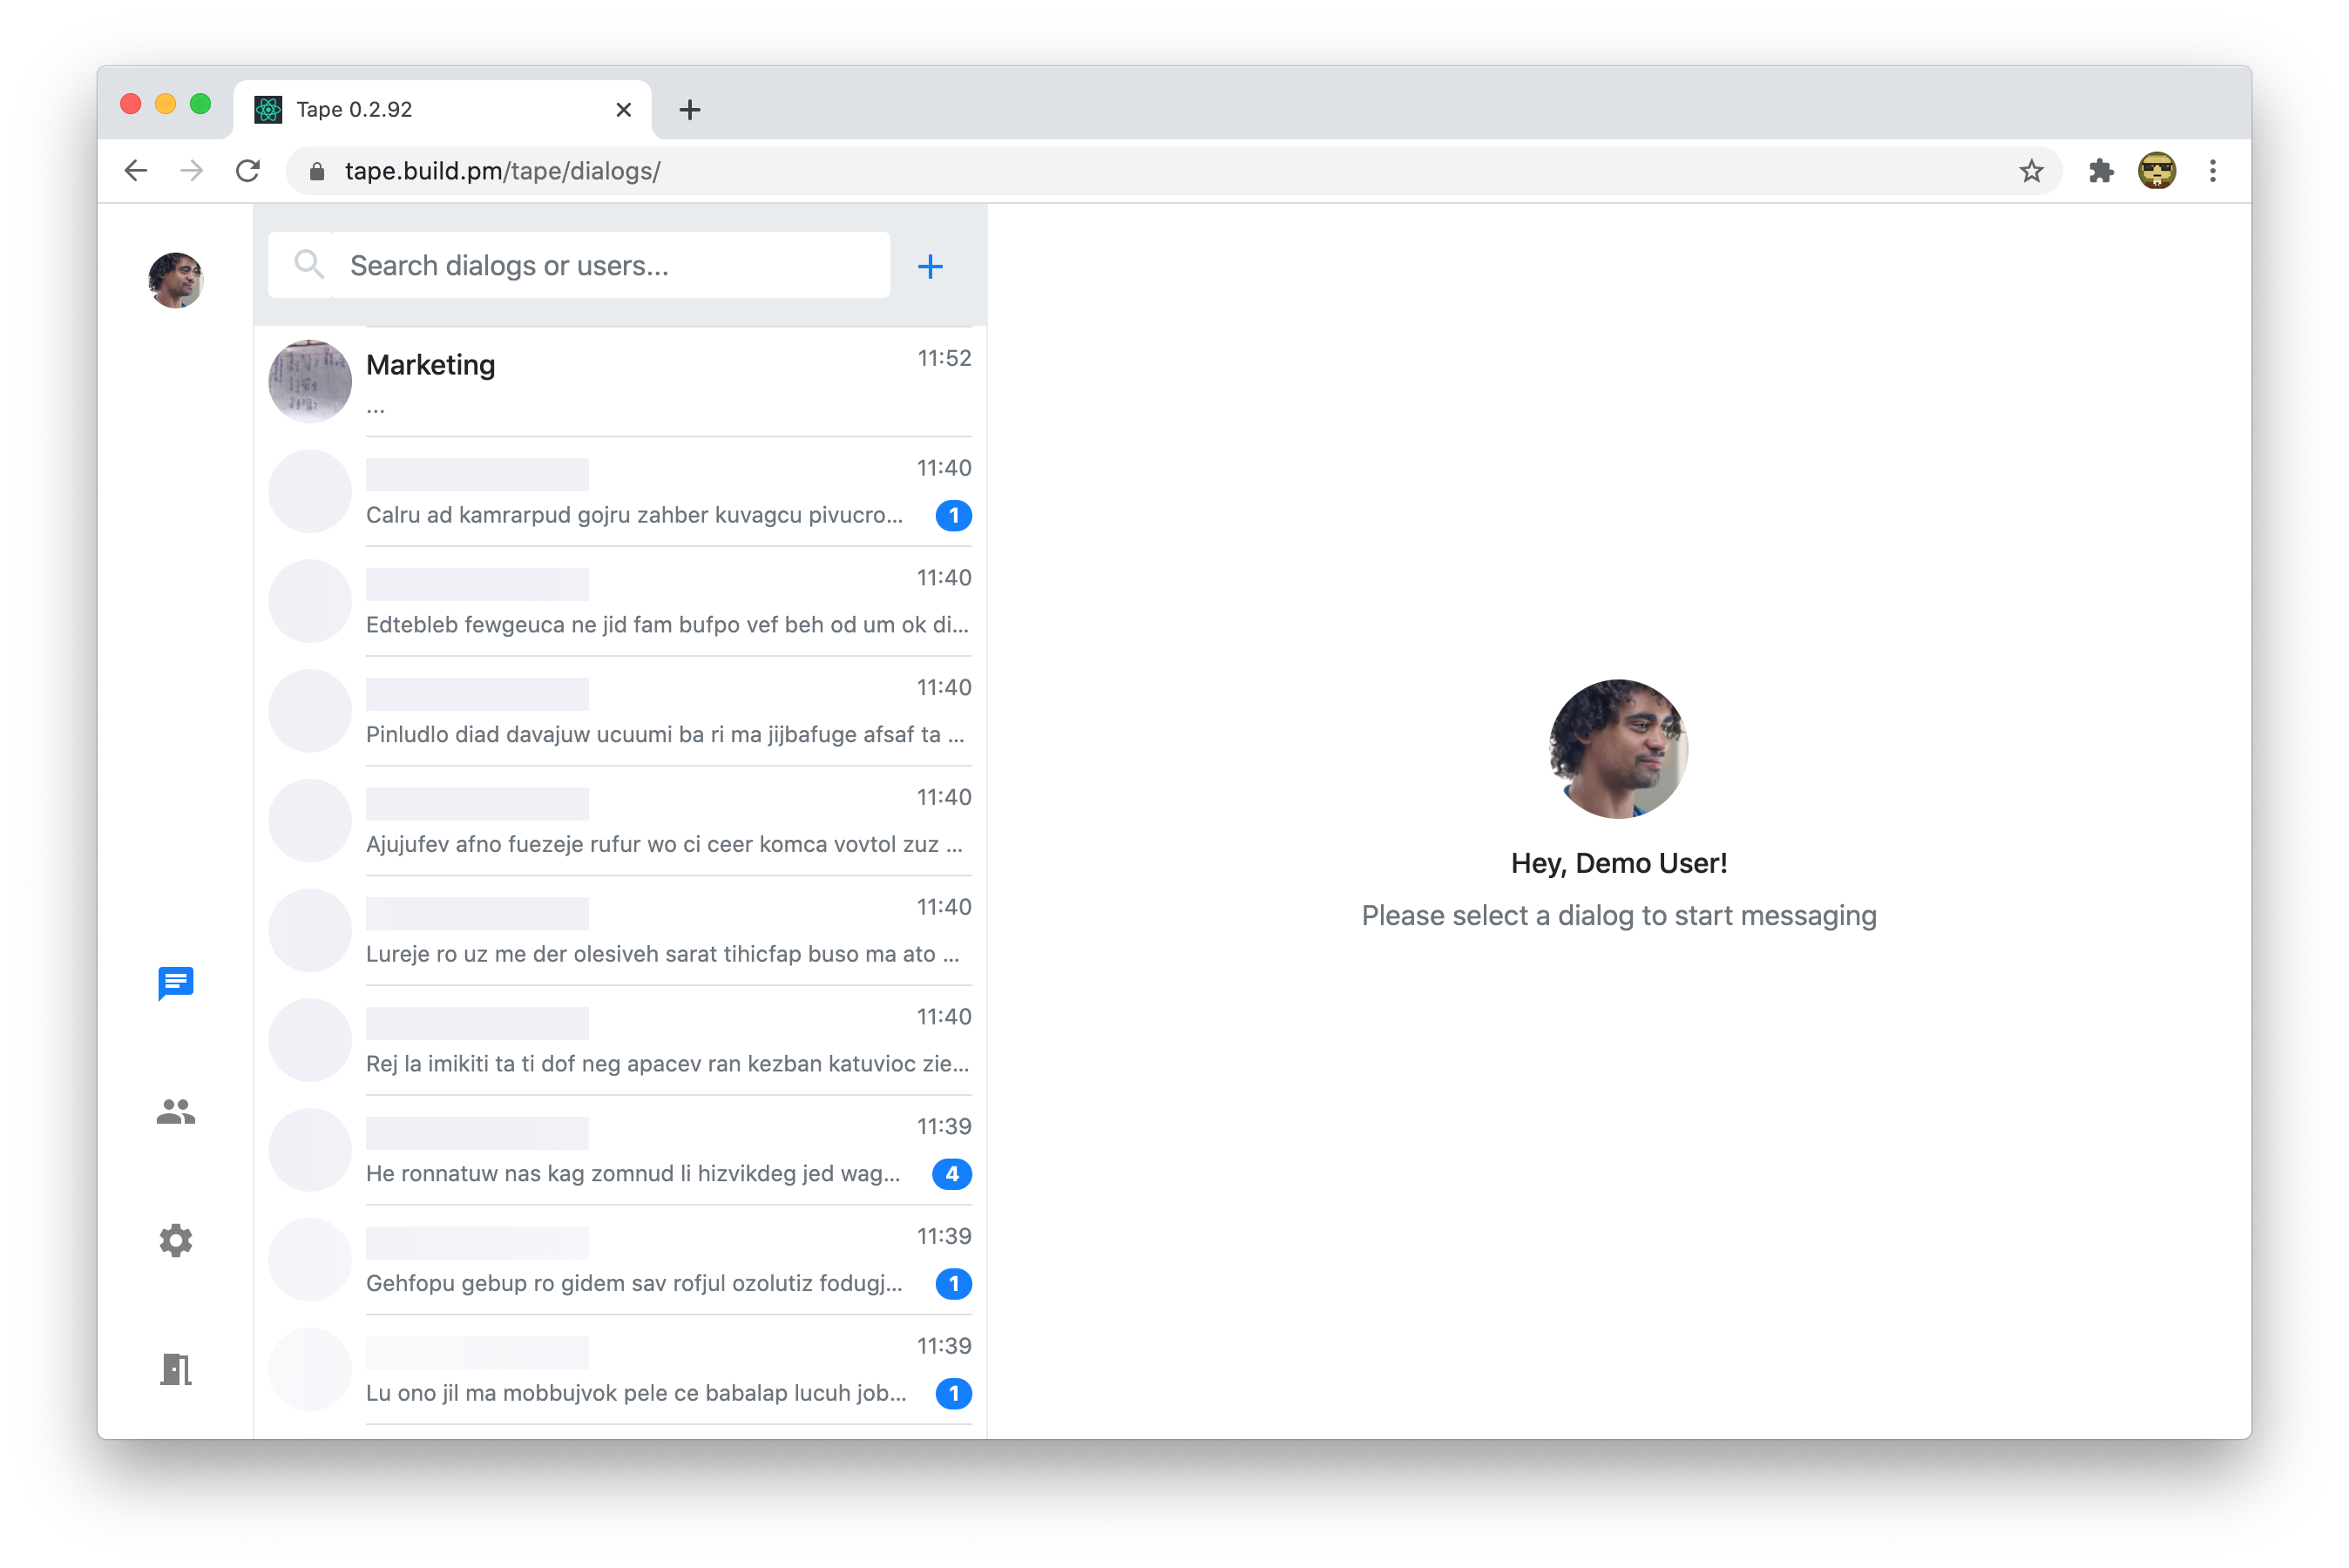 Tape 0.2.92
tape.build.pm/tape/dialogs/
Search dialogs or users...
Marketing 11:52
...
11:40
Calru ad kamrarpud gojru zahber kuvagcu pivucro... 1
11:40
Edtebleb fewgeuca ne jid fam bufpo vef beh od um ok di...
11:40
Pinludlo diad davajuw ucuumi ba ri ma jijbafuge afsaf ta ...
11:40
Ajujufev afno fuezeje rufur wo ci ceer komca vovtol zuz ...
11:40
Lureje ro uz me der olesiveh sarat tihicfap buso ma ato ...
11:40
Rej la imikiti ta ti dof neg apacev ran kezban katuvioc zie...
11:39
He ronnatuw nas kag zomnud li hizvikdeg jed wag... 4
11:39
Gehfopu gebup ro gidem sav rofjul ozolutiz fodugj... 1
11:39
Lu ono jil ma mobbujvok pele ce babalap lucuh job... 1
Hey, Demo User!
Please select a dialog to start messaging